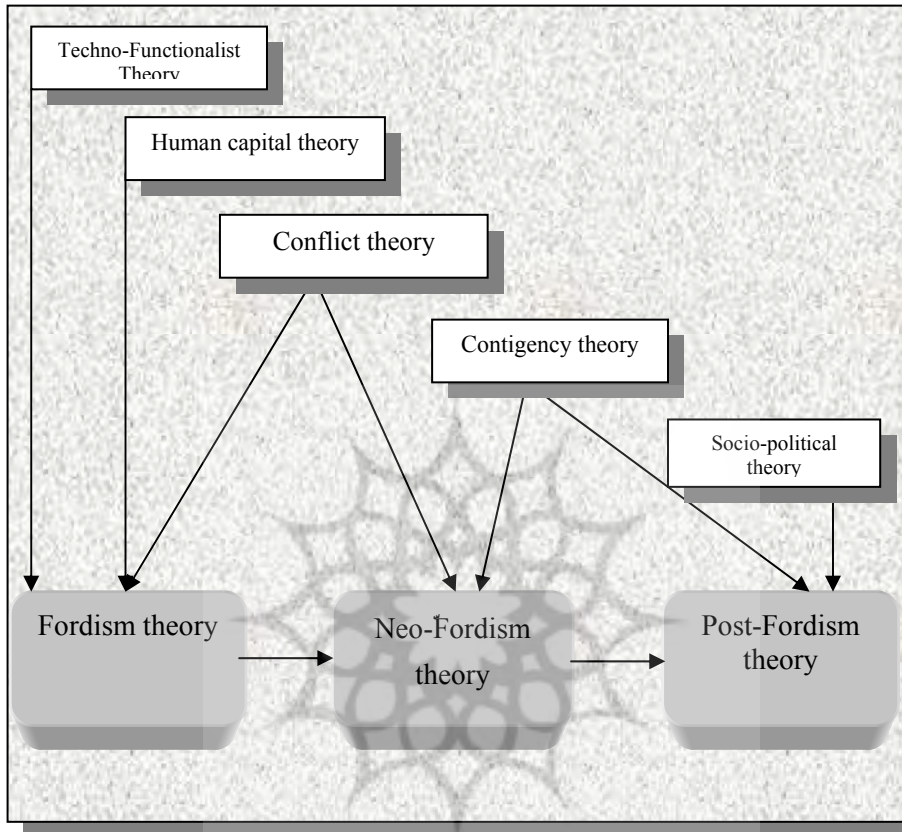 Techno-Functionalist
Theory
Human capital theory
Conflict theory
Contigency theory
Socio-political
theory
Fordism theory
Neo-Fordism
theory
Post-Fordism
theory